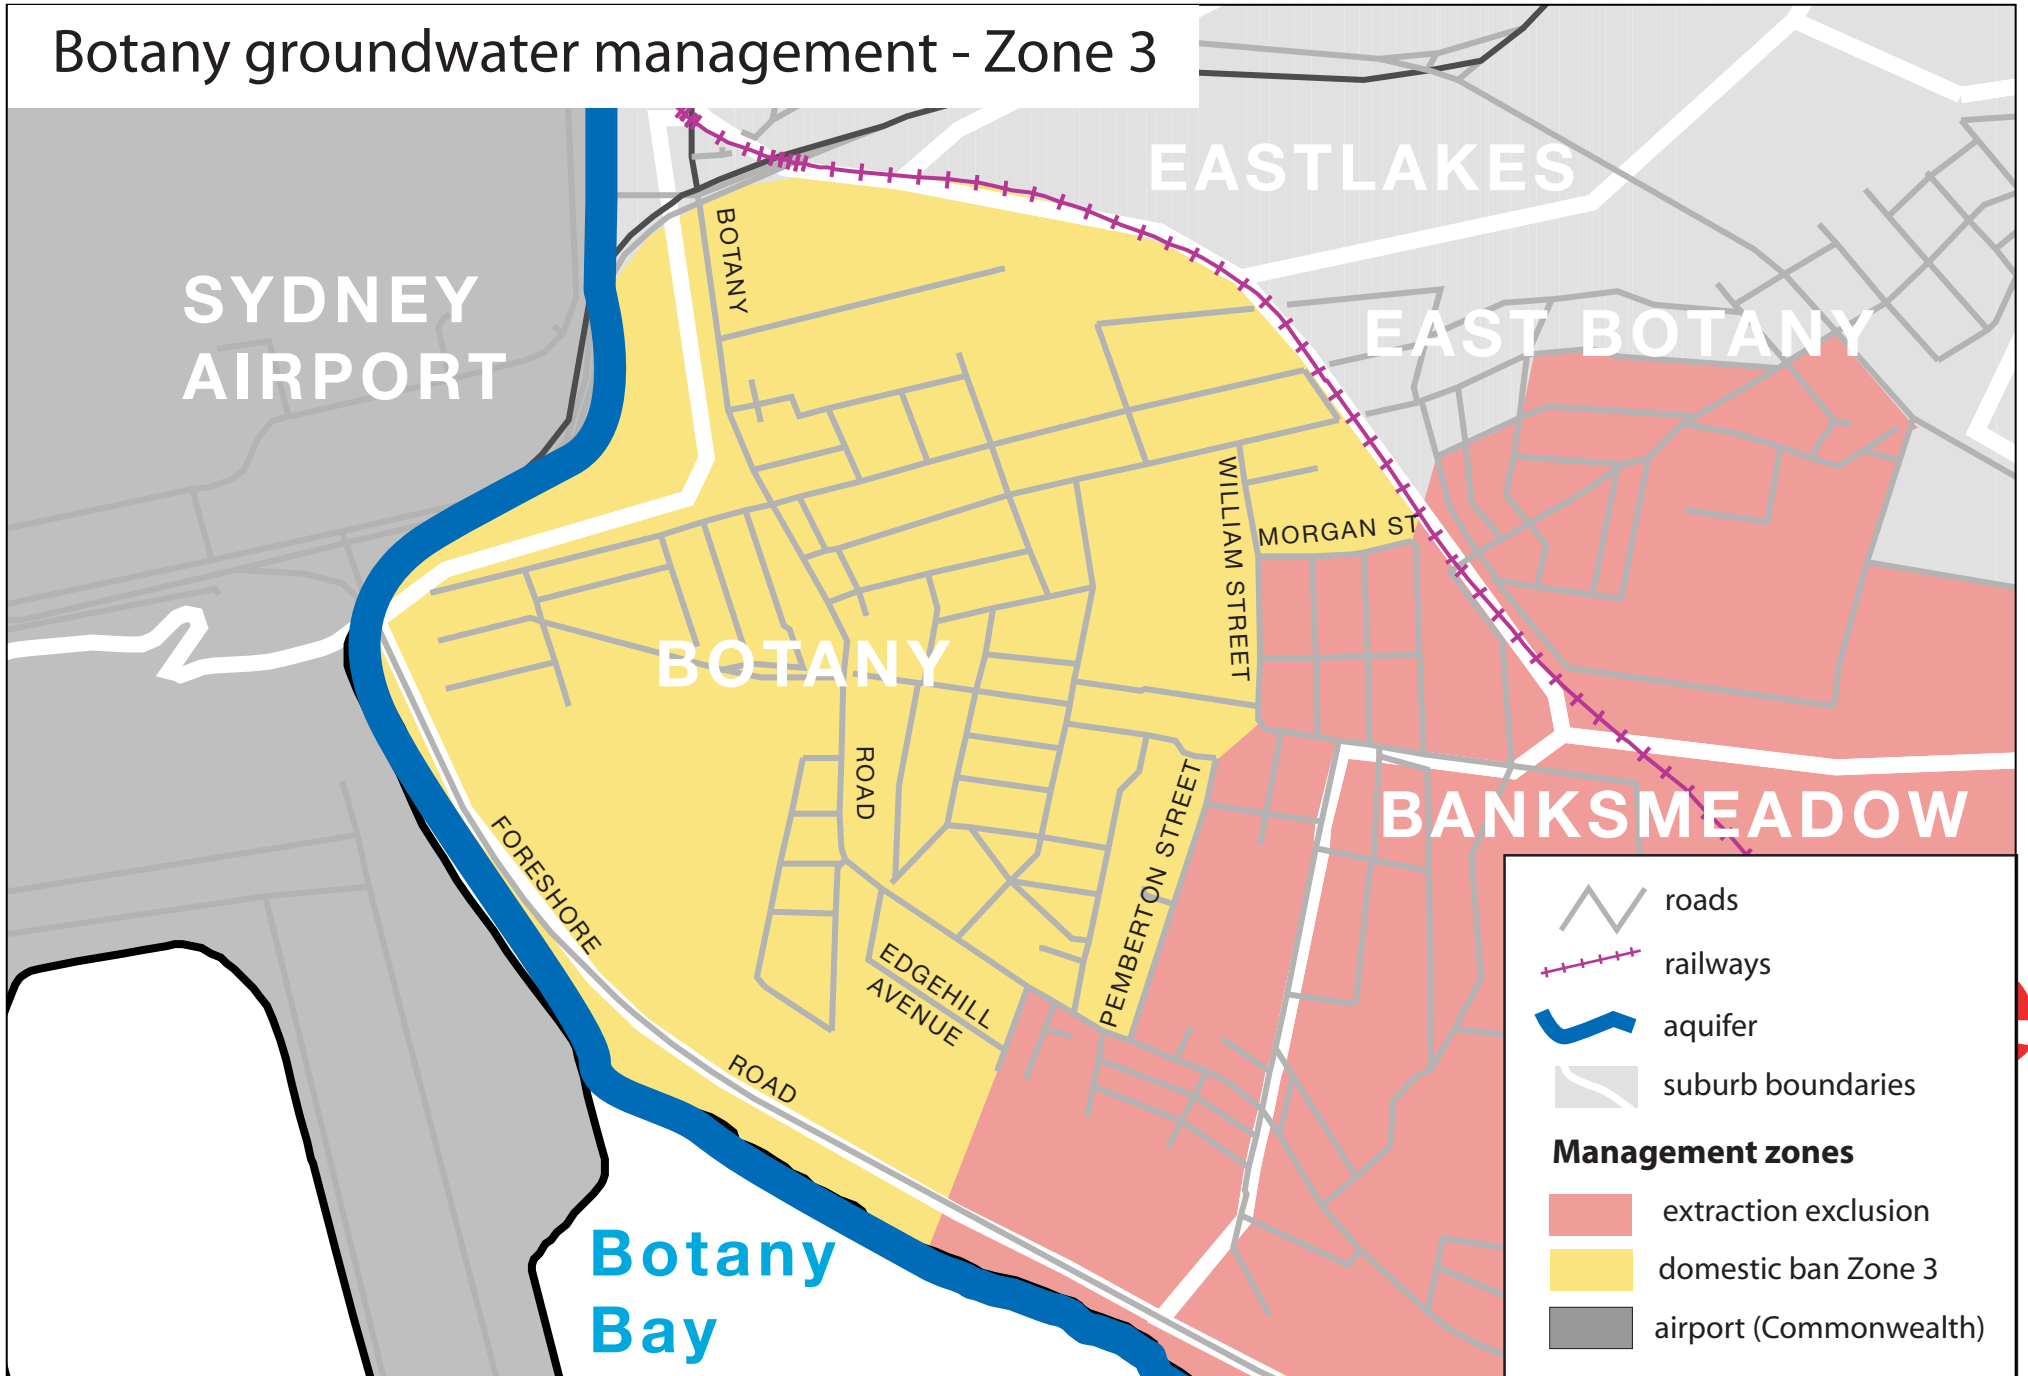 Botany groundwater management - Zone 3
EASTLAKES
BOTANY
SYDNEY
AIRPORT
EAST BOTANY
WILLIAM STREET
MORGAN ST
BOTANY
ROAD
PEMBERTON STREET
BANKSMEADOW
FORESHORE
EDGEHILL
AVENUE
ROAD
Botany
Bay
roads
railways
aquifer
suburb boundaries
Management zones
extraction exclusion
domestic ban Zone 3
airport (Commonwealth)